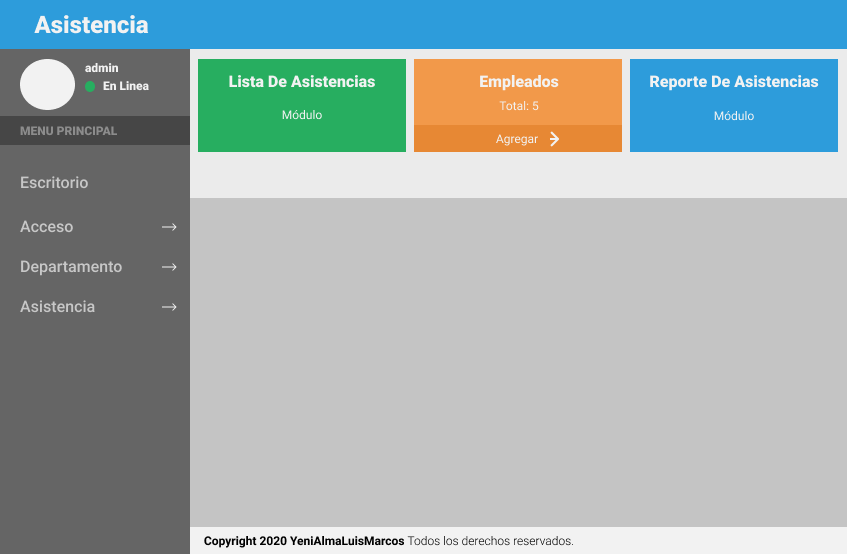 Asistencia
admin
En Linea
MENU PRINCIPAL
Escritorio
Acceso
Departamento
Asistencia
Lista De Asistencias
Módulo
Empleados
Total: 5
Agregar
Reporte De Asistencias
Módulo
Copyright 2020 YeniAlmaLuisMarcos Todos los derechos reservados.